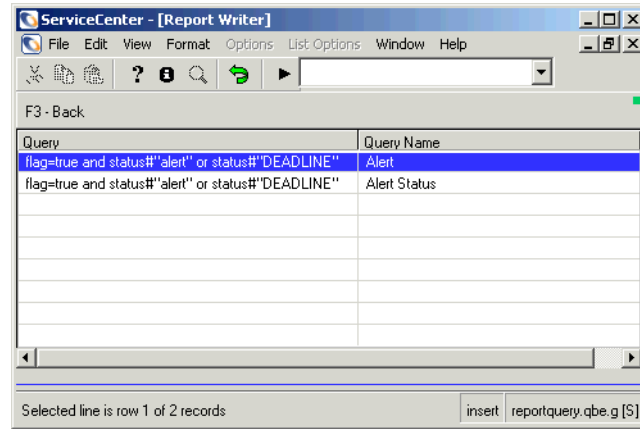 ServiceCenter - [Report Writer]
File Edit View Format Options List Options Window Help
F3 - Back
Query Query Name
flag=true and status#"alert" or status#"DEADLINE" Alert
flag=true and status#"alert" or status#"DEADLINE" Alert Status
Selected line is row 1 of 2 records insert reportquery.qbe.g [S]